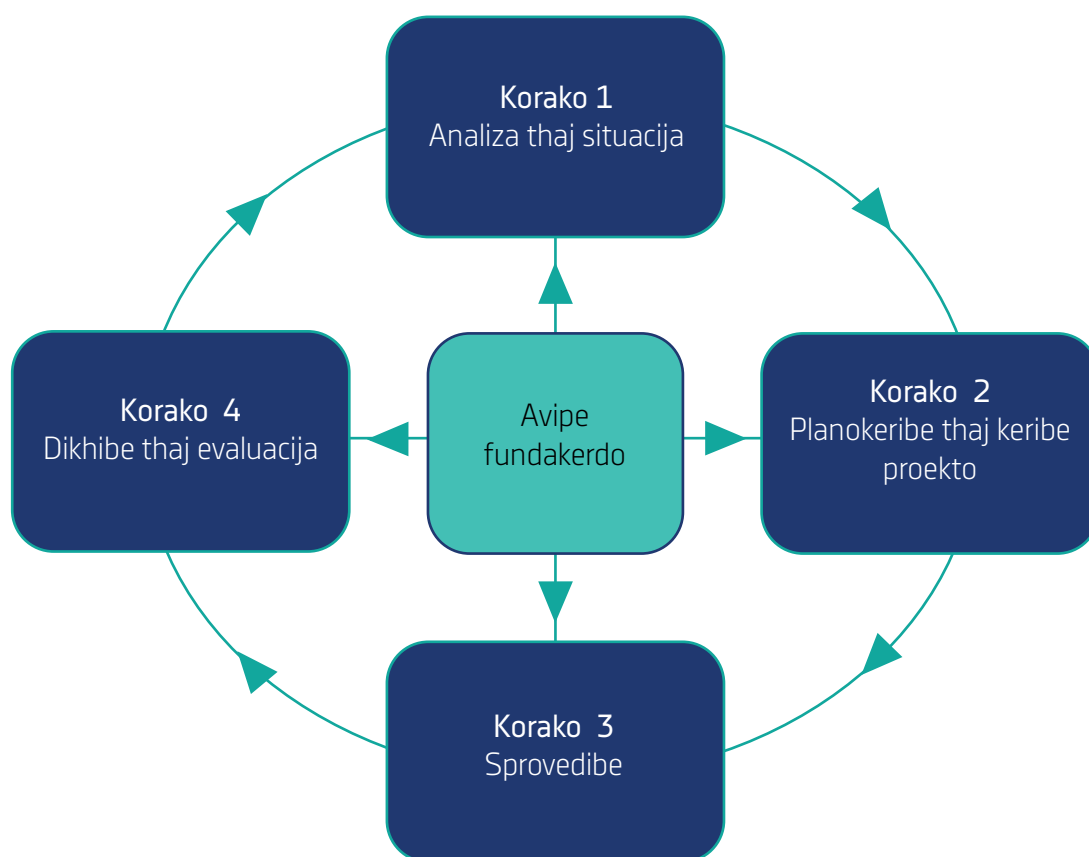 Korako 1
Analiza thaj situacija
Korako 4
Dikhibe thaj evaluacija
Avipe
fundakerdo
Korako 2
Planokeribe thaj keribe
proekto
Korako 3
Sprovedibe